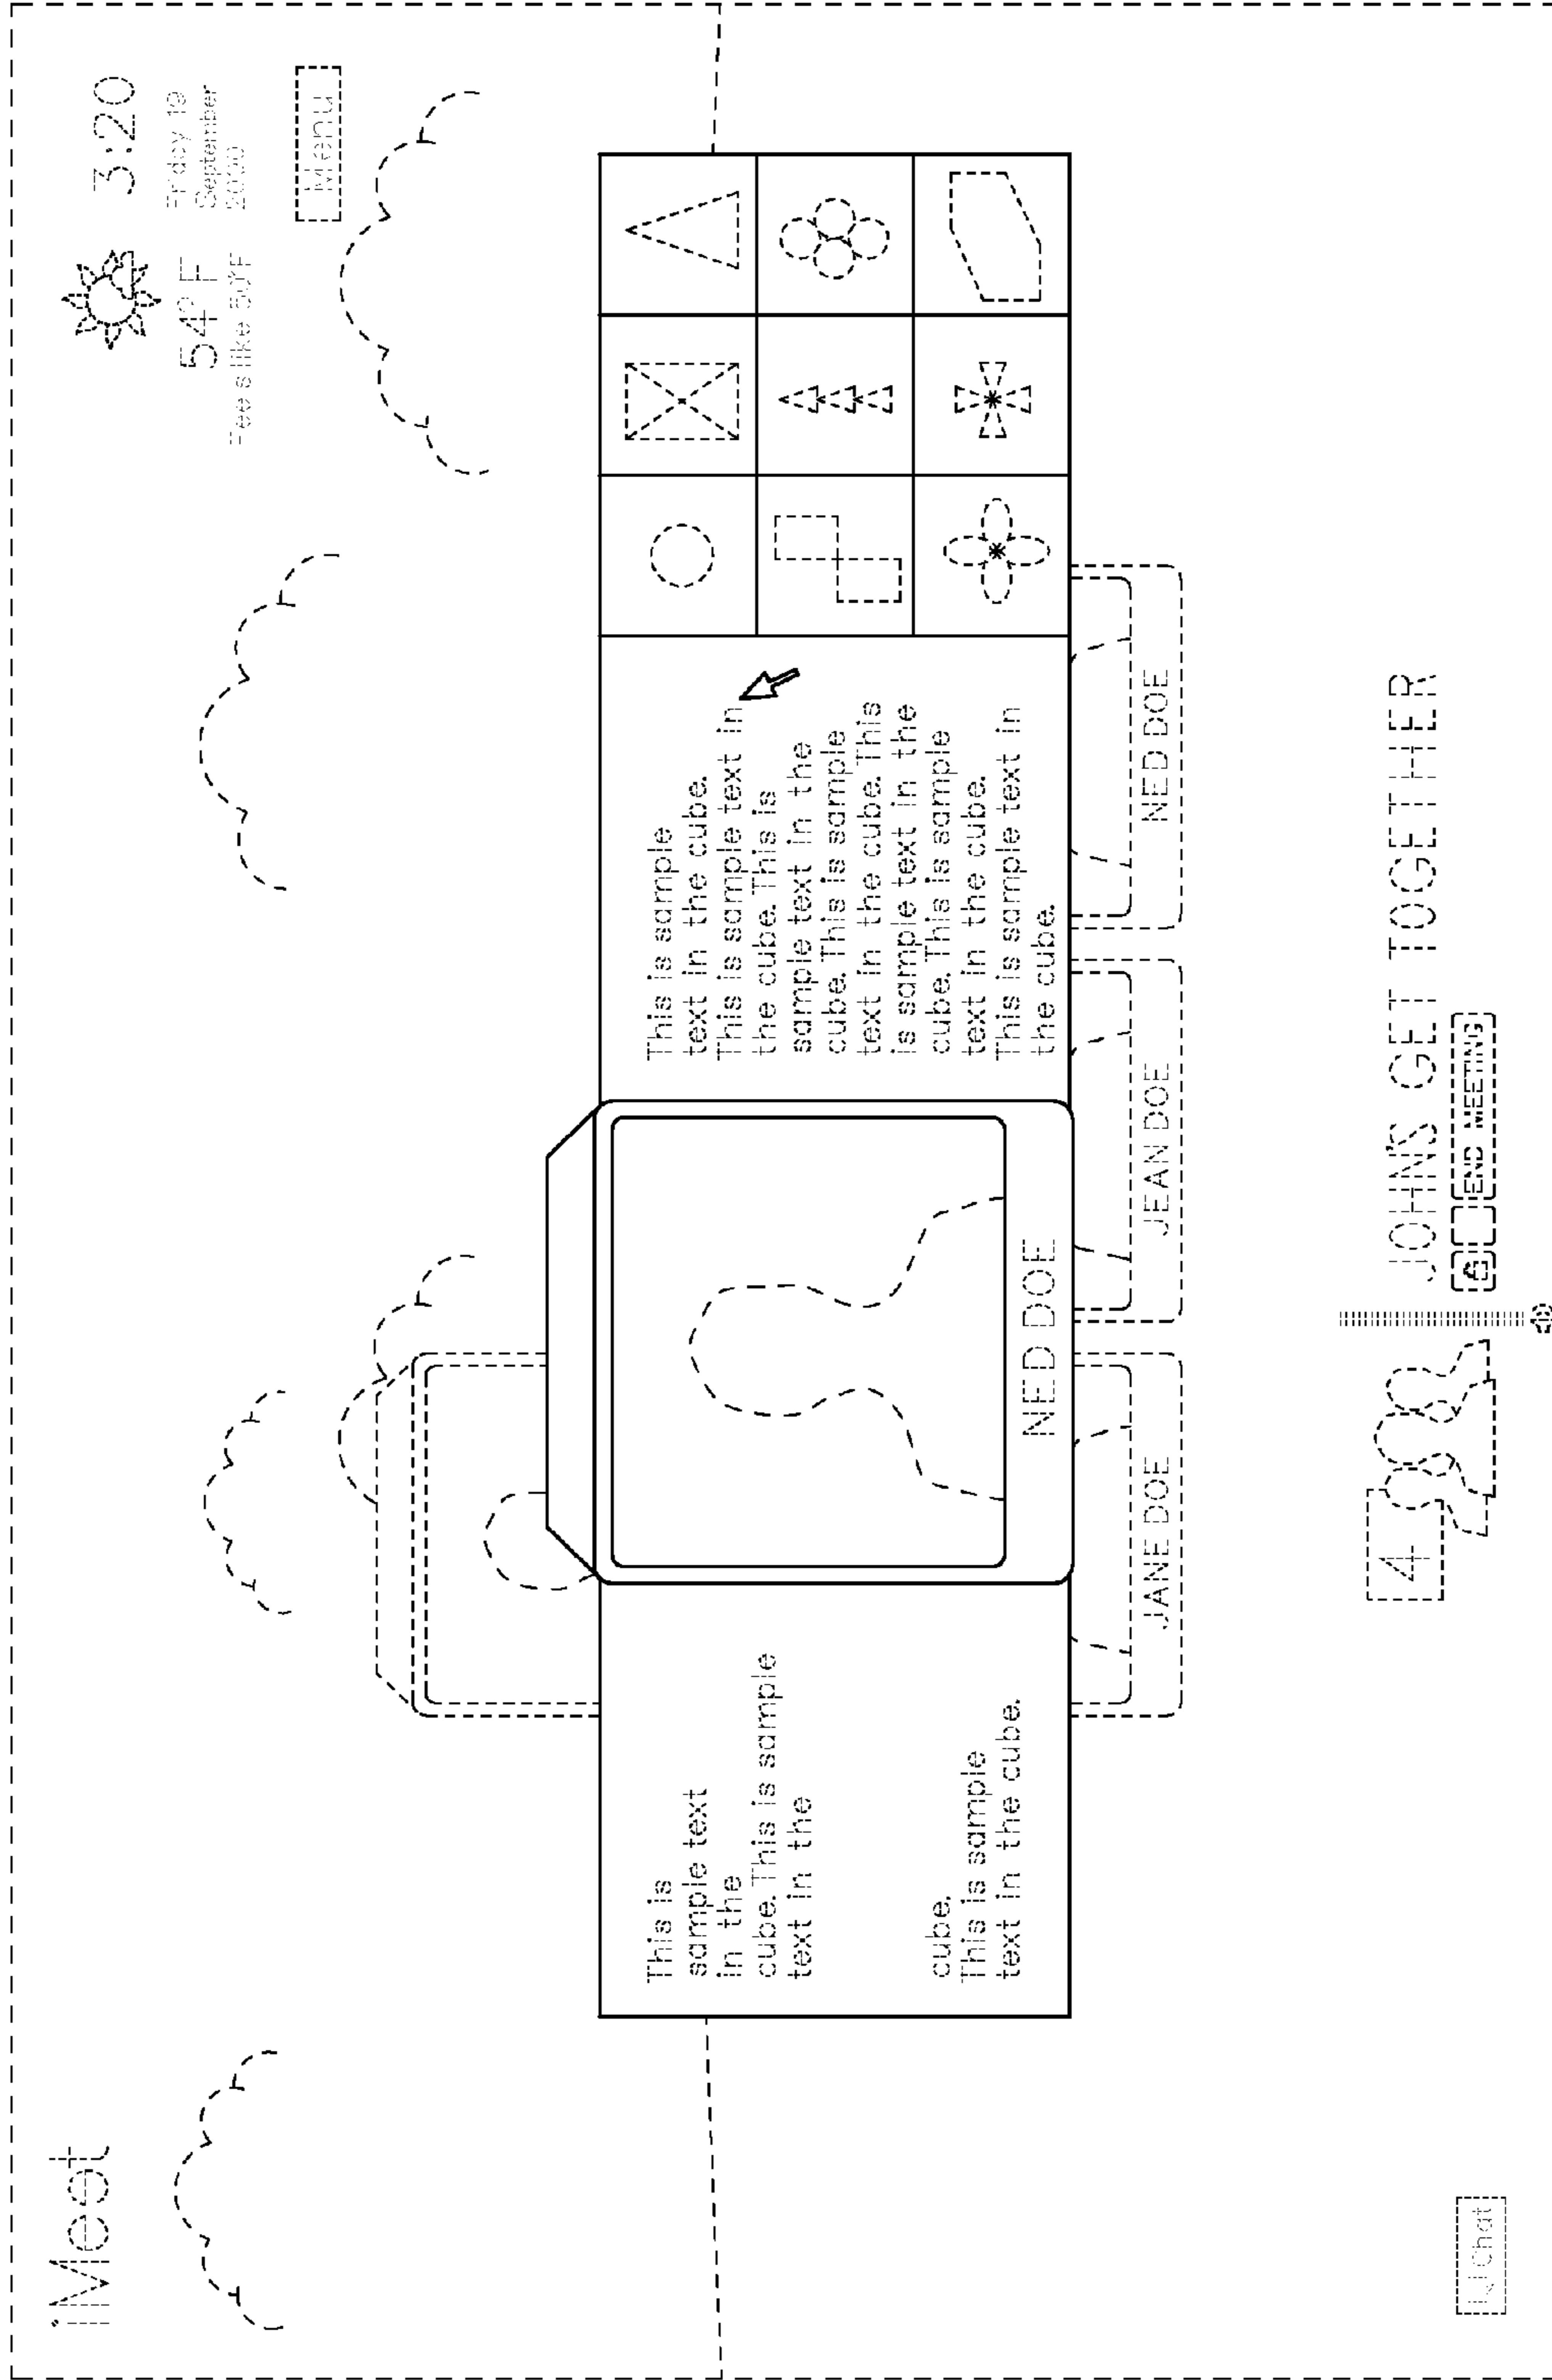 iMeet
3:20
Friday 19
September
2000
54°F
Feels like 50°F
Menu
This is
sample text
in the
cube. This is sample
text in the
cube.
This is sample
text in the cube.
NED DOE
This is sample
text in the cube.
This is sample text in
the cube. This is
sample text in the
cube. This is sample
text in the cube. This
is sample text in the
cube. This is sample
text in the cube.
This is sample text in
the cube.
JANE DOE
JEAN DOE
NED DOE
4
JOHN'S GET TOGETHER
END MEETING
Chat